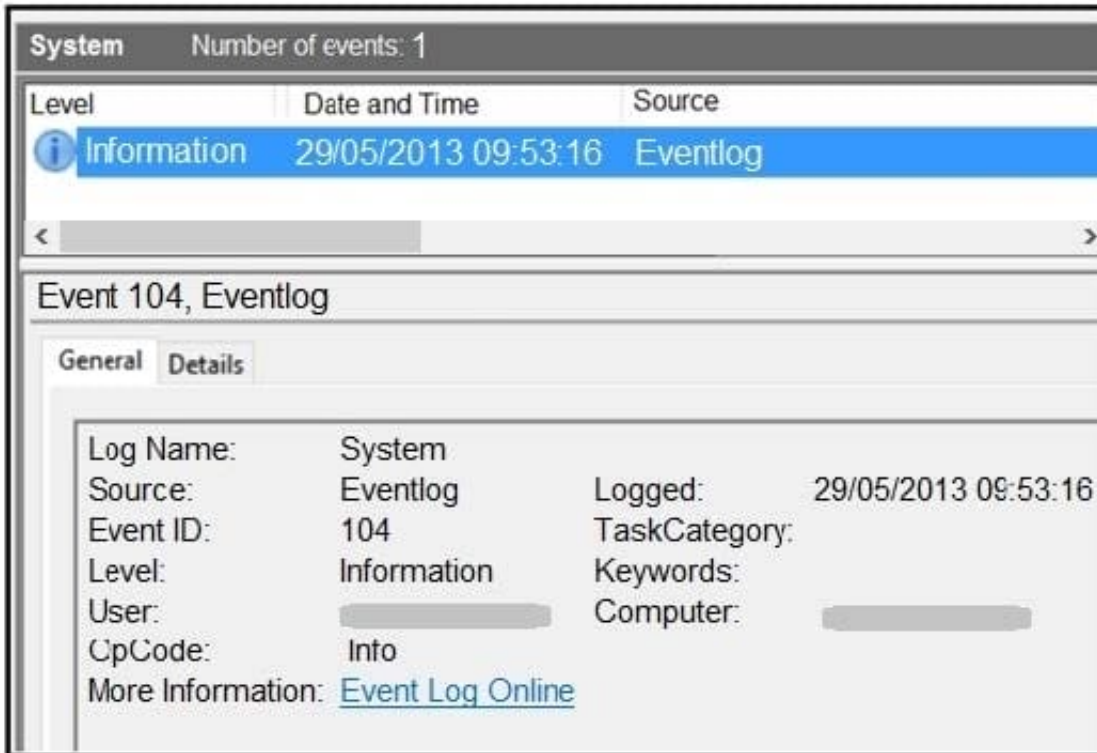 System Number of events: 1
Level Date and Time Source
Information 29/05/2013 09:53:16 Eventlog
Event 104, Eventlog
General Details
Log Name: System
Source: Eventlog Logged: 29/05/2013 09:53:16
Event ID: 104 TaskCategory:
Level: Information Keywords:
User: Computer:
OpCode: Info
More Information: Event Log Online